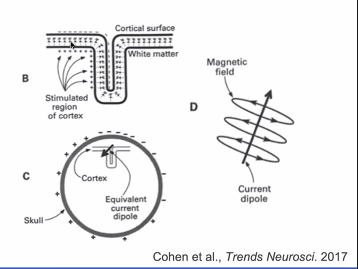 Cortical surface
White matter
B
Stimulated
region
of cortex
Magnetic
field
D
Current
dipole
C
Cortex
Equivalent
current
dipole
Skull
Cohen et al., Trends Neurosci. 2017